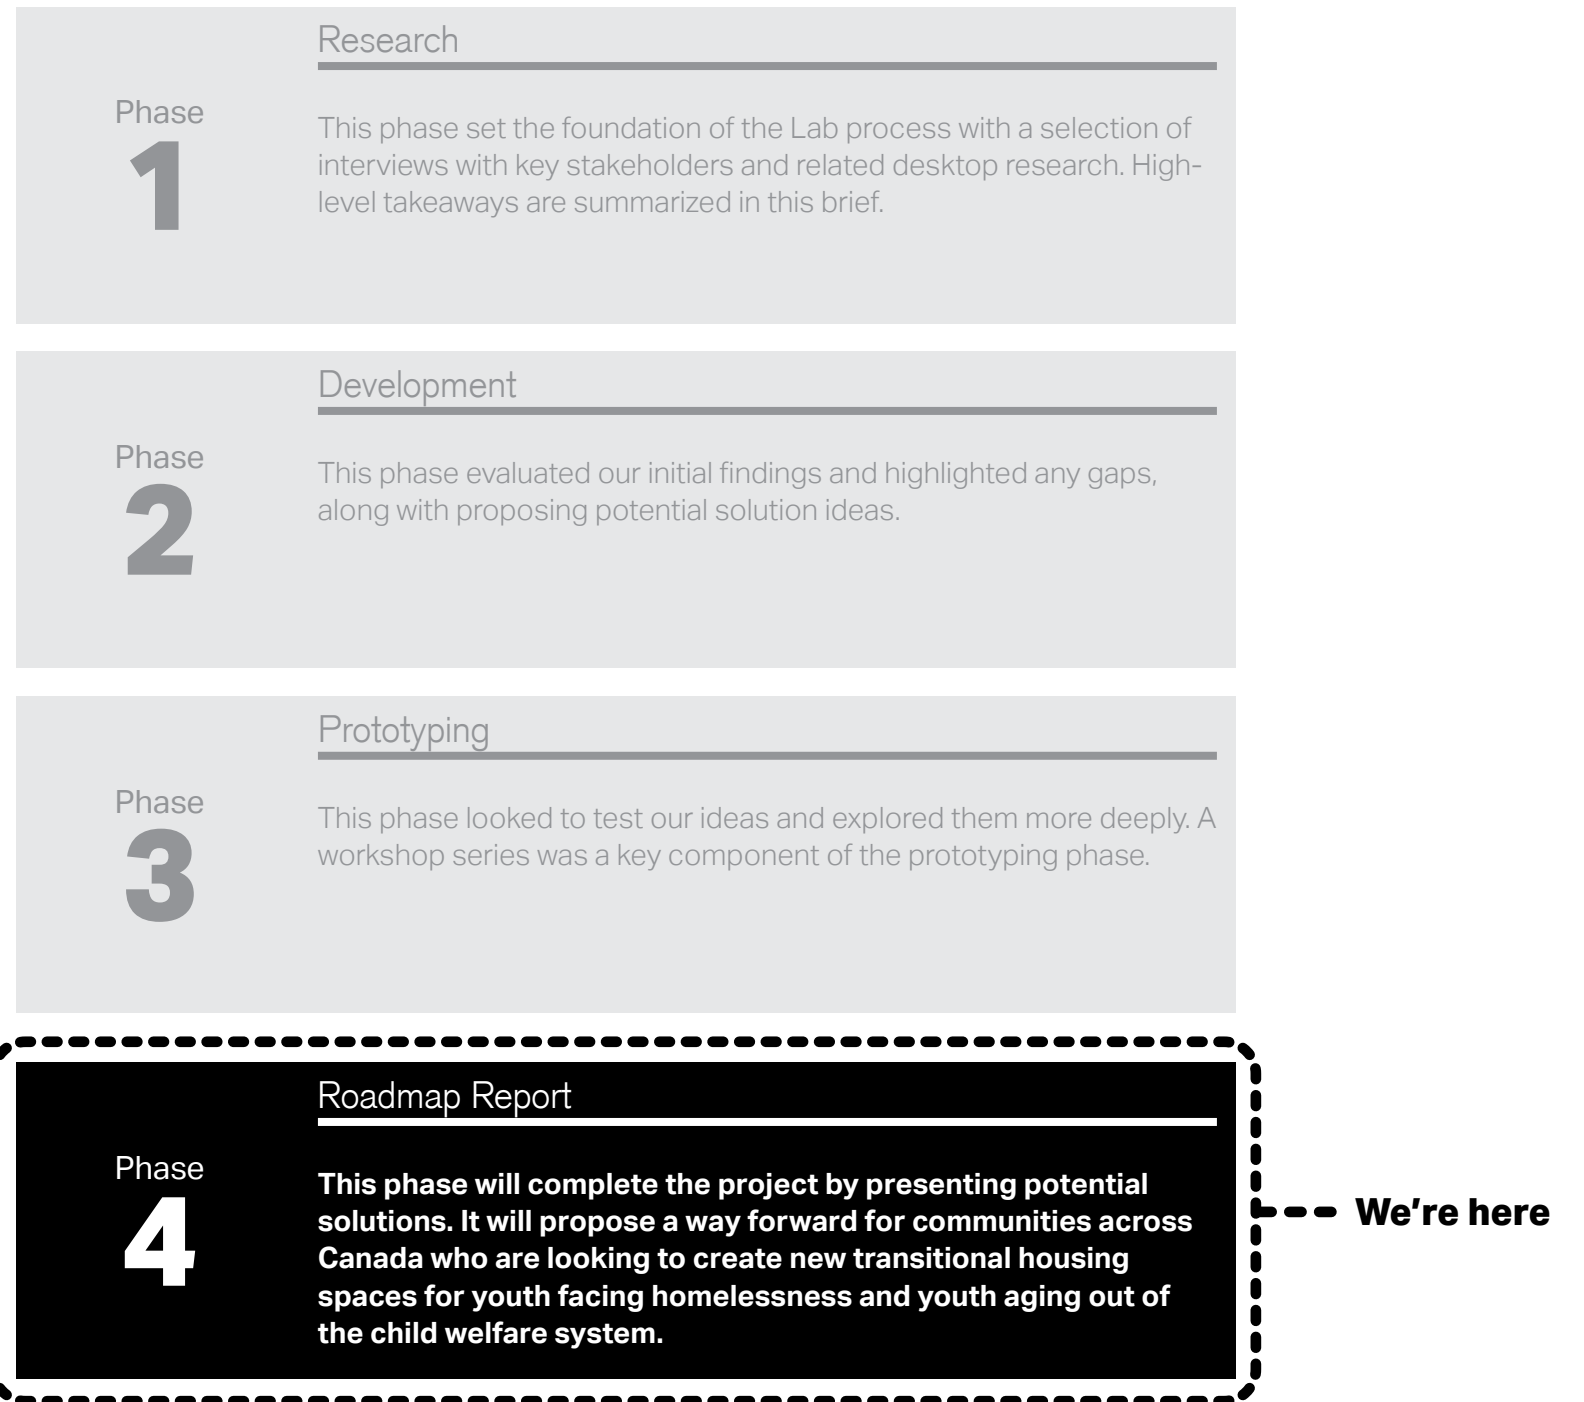 Research
Phase
1
This phase set the foundation of the Lab process with a selection of
interviews with key stakeholders and related desktop research. High-
level takeaways are summarized in this brief.
Development
Phase
2
This phase evaluated our initial findings and highlighted any gaps,
along with proposing potential solution ideas.
Prototyping
Phase
3
This phase looked to test our ideas and explored them more deeply. A
workshop series was a key component of the prototyping phase.
Roadmap Report
Phase
4
This phase will complete the project by presenting potential
solutions. It will propose a way forward for communities across
Canada who are looking to create new transitional housing
spaces for youth facing homelessness and youth aging out of
the child welfare system.
We're here